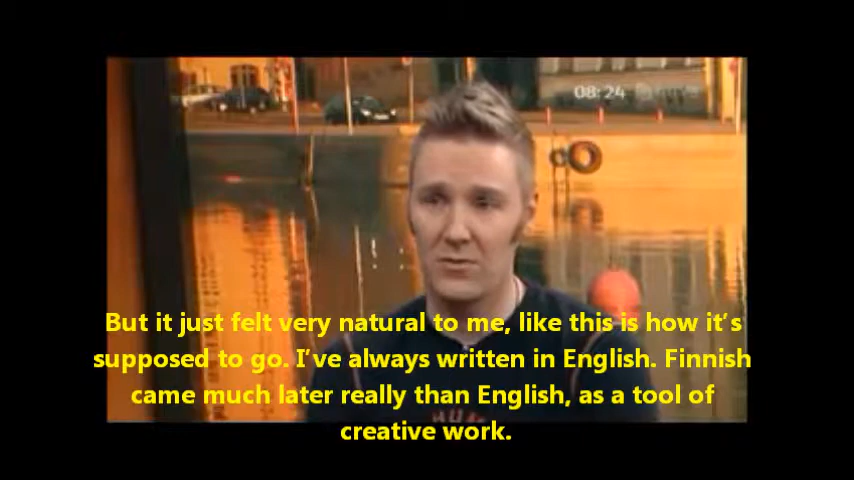 08:24
But it just felt very natural to me, like this is how it’s
supposed to go. I’ve always written in English. Finnish
came much later really than English, as a tool of
creative work.